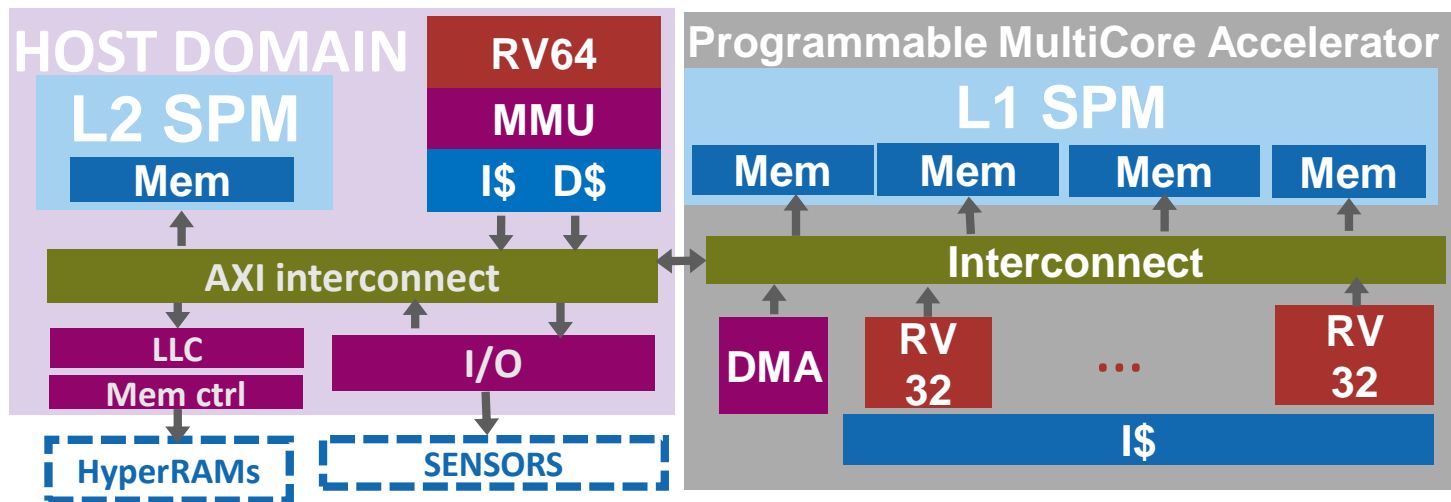 HOST DOMAIN
RV64
MMU
I$ D$
L2 SPM
Mem
AXI interconnect
LLC
Mem ctrl
I/O
HyperRAMs
SENSORS
Programmable MultiCore Accelerator
L1 SPM
Mem Mem Mem Mem
Interconnect
DMA
RV
32
...
RV
32
I$